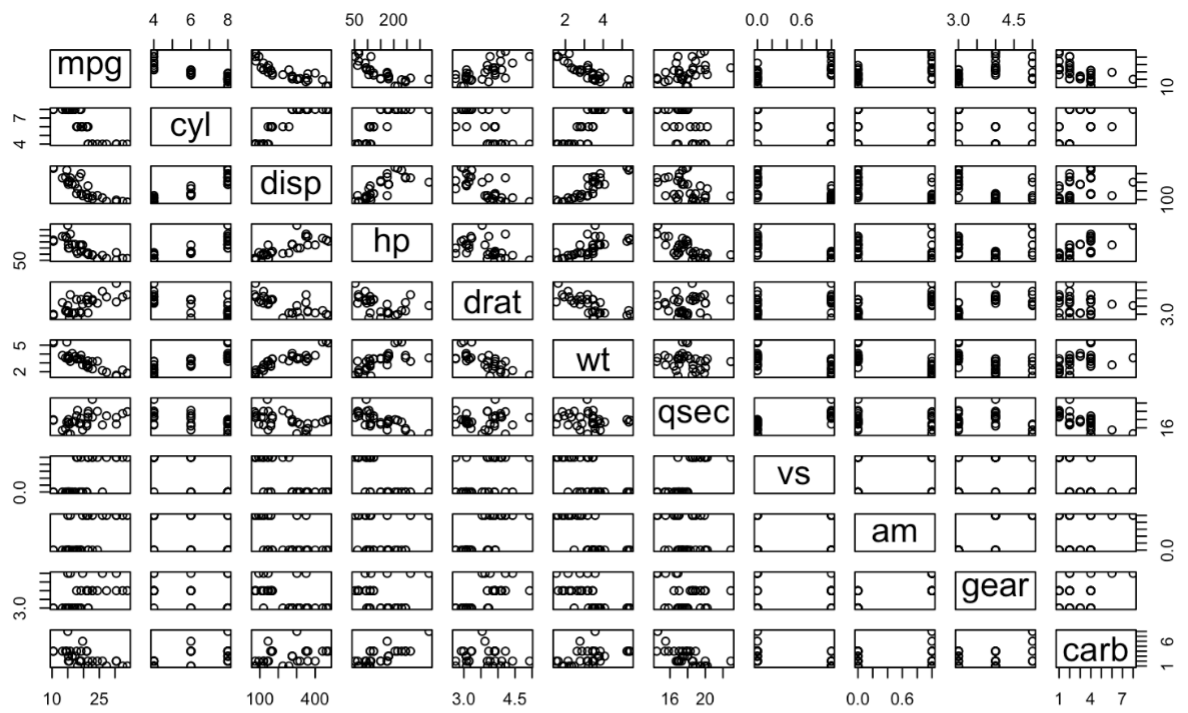 4 6 8 50 200 2 4 0.0 0.6 3.0 4.5
mpg 10
7 4 cyl
disp 100
50 hp
drat 3.0
5 2 wt
qsec 16
0.0 vs
am 0.0
3.0 gear
carb 6 1
10 25 100 400 3.0 4.5 16 20 0.0 0.6 1 4 7